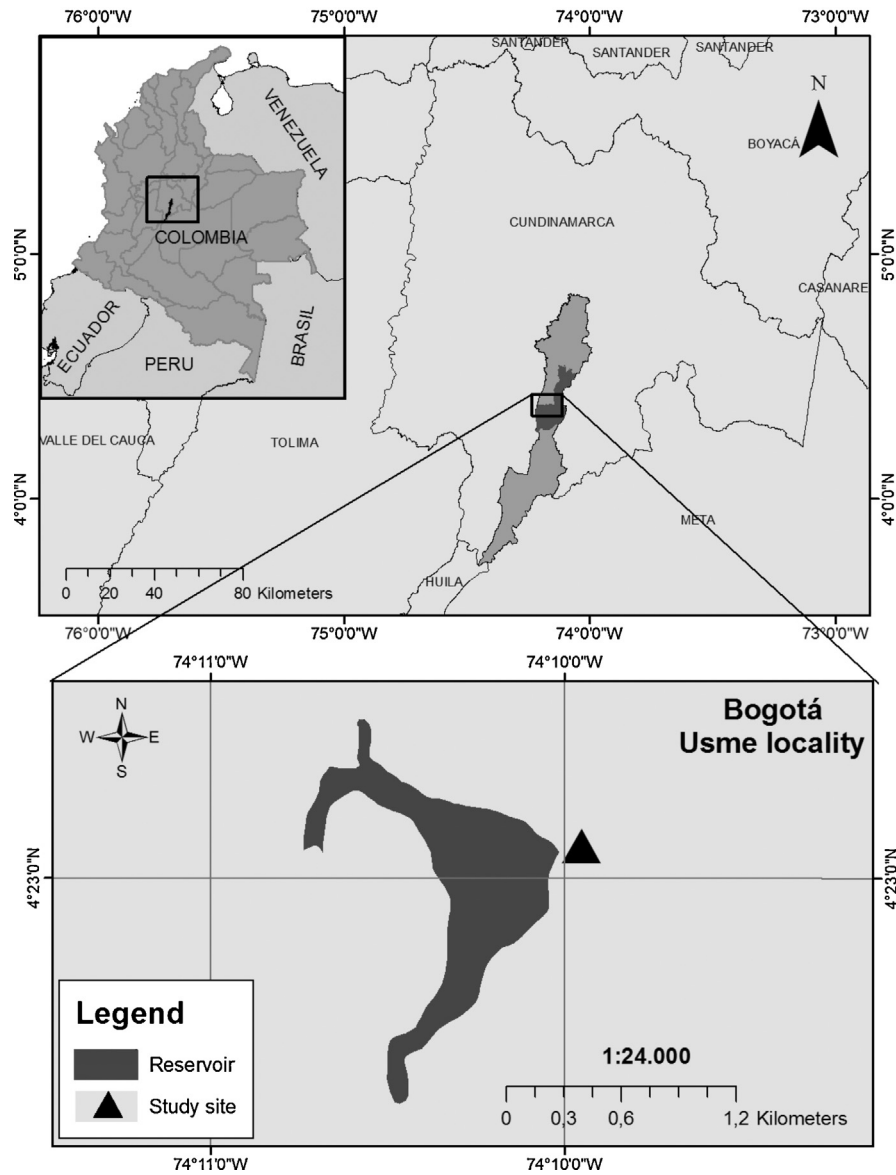 76°0'0"W 75°0'0"W 74°0'0"W 73°0'0"W
SANTANDER
SANTANDER
SANTANDER
VENEZUELA
N
BOYACÁ
COLOMBIA
CUNDINAMARCA
5°0'0"N
5°0'0"N
CASANARE
ECUADOR
PERU
BRASIL
VALLE DEL CAUCA
TOLIMA
4°0'0"N
4°0'0"N
META
HUILA
0 20 40 80 Kilometers
76°0'0"W 75°0'0"W 74°0'0"W 73°0'0"W
74°11'0"W 74°10'0"W
N
W E
S
Bogotá
Usme locality
4°23'0"N
4°23'0"N
Legend
Reservoir
Study site
1:24.000
0 0,3 0,6 1,2 Kilometers
74°11'0"W 74°10'0"W